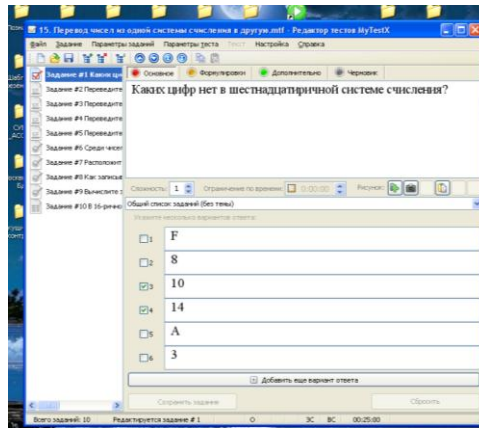 15. Перевод чисел из одной системы счисления в другую.mtf - Редактор тестов MyTestX
Файл Задание Параметры заданий Параметры теста Текст Настройка Справка
Задание #1 Каких ци
Задание #2 Переведите
Задание #3 Переведите
Задание #4 Переведите
Задание #5 Переведите
Задание #6 Среди чисел
Задание #7 Расположит
Задание #8 Как записыв
Задание #9 Вычислите з
Задание #10 В 16-рично
Основное Формулировки Дополнительно Черновик
Каких цифр нет в шестнадцатиричной системе счисления?
Сложность: 1 Ограничение по времени: 0:00:00 Рисунок:
Общий список заданий (без темы)
Укажите несколько вариантов ответа:
1 F
2 8
3 10
4 14
5 A
6 3
Добавить еще вариант ответа
Сохранить задание Сбросить
Всего заданий: 10 Редактируется задание # 1 О ЗС ВС 00:25:00